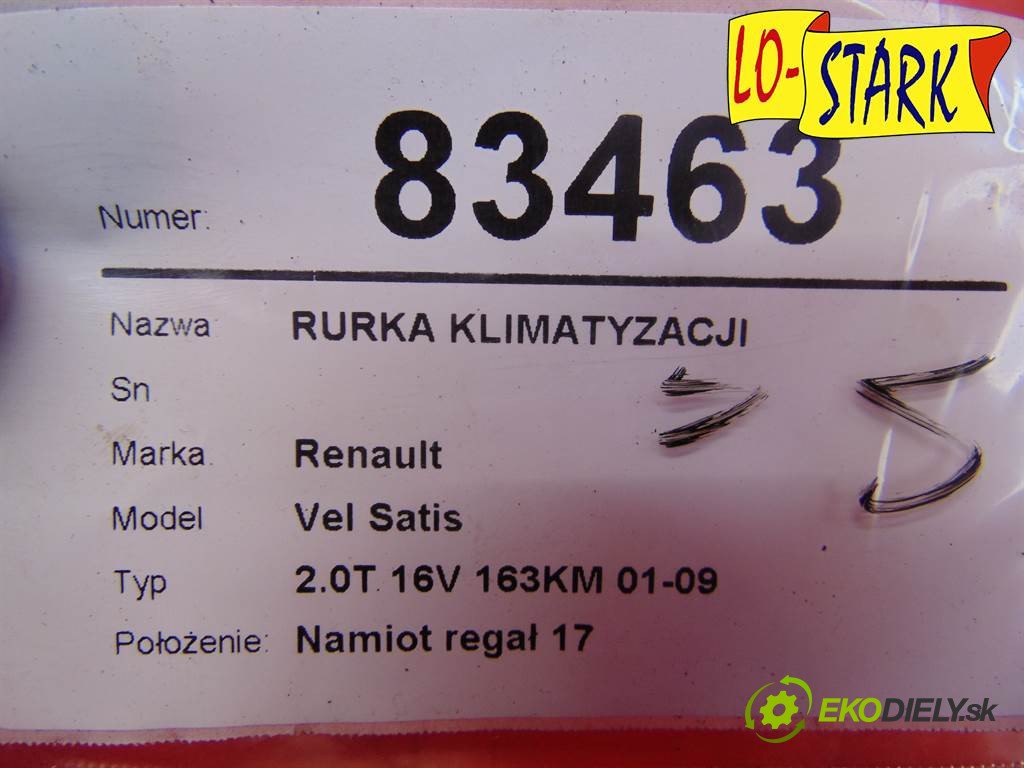 LO-STARK
Numer: 83463
Nazwa RURKA KLIMATYZACJI
Sn
Marka. Renault
Model Vel Satis
Typ 2.0T 16V 163KM 01-09
Położenie: Namiot regał 17
EKODIELY.sk